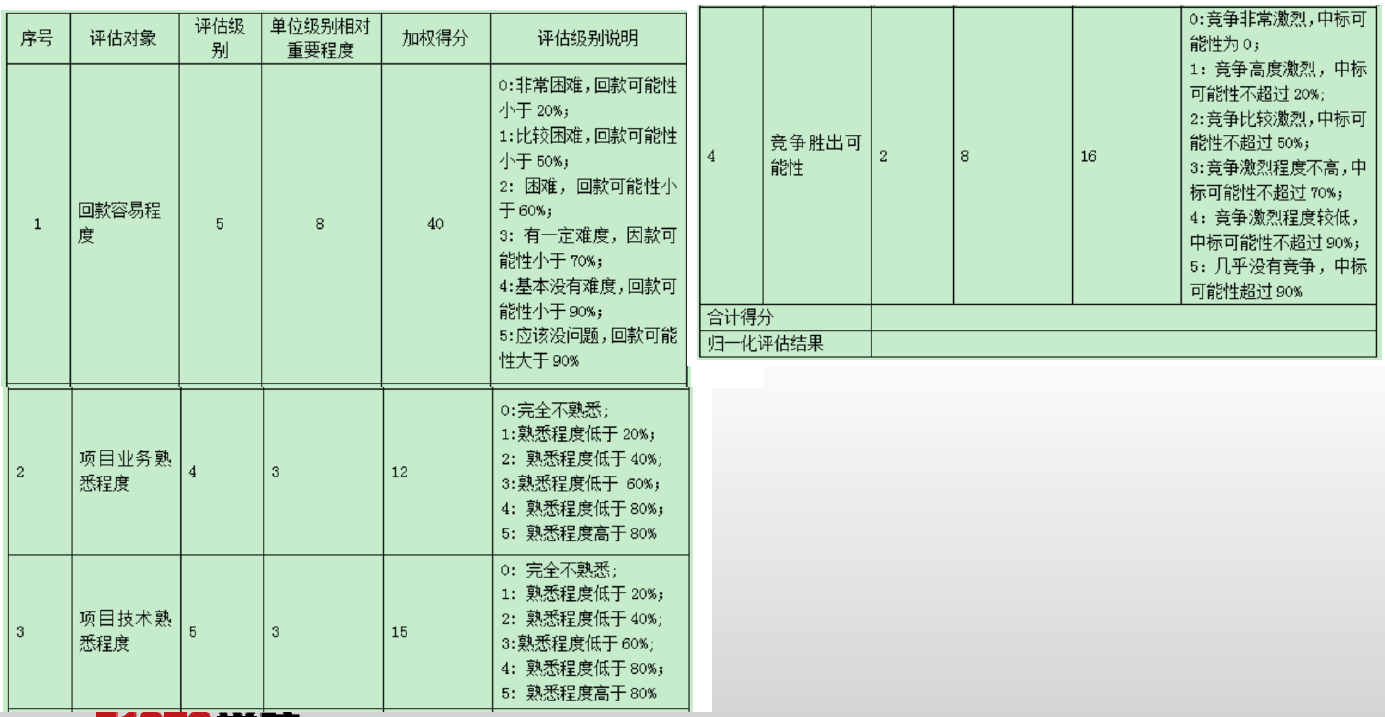 序号
评估对象
评估级
别
单位级别相对
重要程度
加权得分
评估级别说明
1
回款容易程
度
5
8
40
0:非常困难,回款可能性
小于 20%;
1:比较困难,回款可能性
小于 50%;
2: 困难, 回款可能性小
于 60%;
3: 有一定难度, 因款可
能性小于 70%;
4:基本没有难度,回款可
能性小于 90%;
5:应该没问题,回款可能
性大于 90%
2
项目业务熟
悉程度
4
3
12
0:完全不熟悉;
1:熟悉程度低于 20%;
2: 熟悉程度低于 40%;
3:熟悉程度低于 60%;
4: 熟悉程度低于 80%;
5: 熟悉程度高于 80%
3
项目技术熟
悉程度
5
3
15
0: 完全不熟悉;
1: 熟悉程度低于 20%;
2: 熟悉程度低于 40%;
3:熟悉程度低于 60%;
4: 熟悉程度低于 80%;
5: 熟悉程度高于 80%
4
竞争胜出可
能性
2
8
16
0:竞争非常激烈,中标可
能性为 0;
1: 竞争高度激烈, 中标
可能性不超过 20%;
2:竞争比较激烈,中标可
能性不超过 50%;
3:竞争激烈程度不高,中
标可能性不超过 70%;
4: 竞争激烈程度较低,
中标可能性不超过 90%;
5: 几乎没有竞争, 中标
可能性超过 90%
合计得分
归一化评估结果